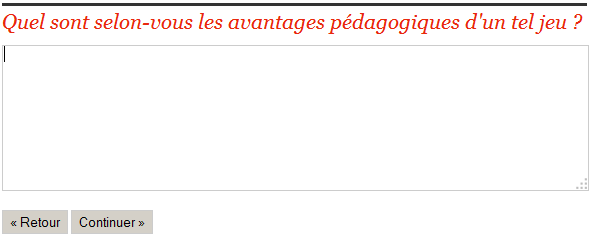 Quel sont selon-vous les avantages pédagogiques d'un tel jeu ?
« Retour Continuer »